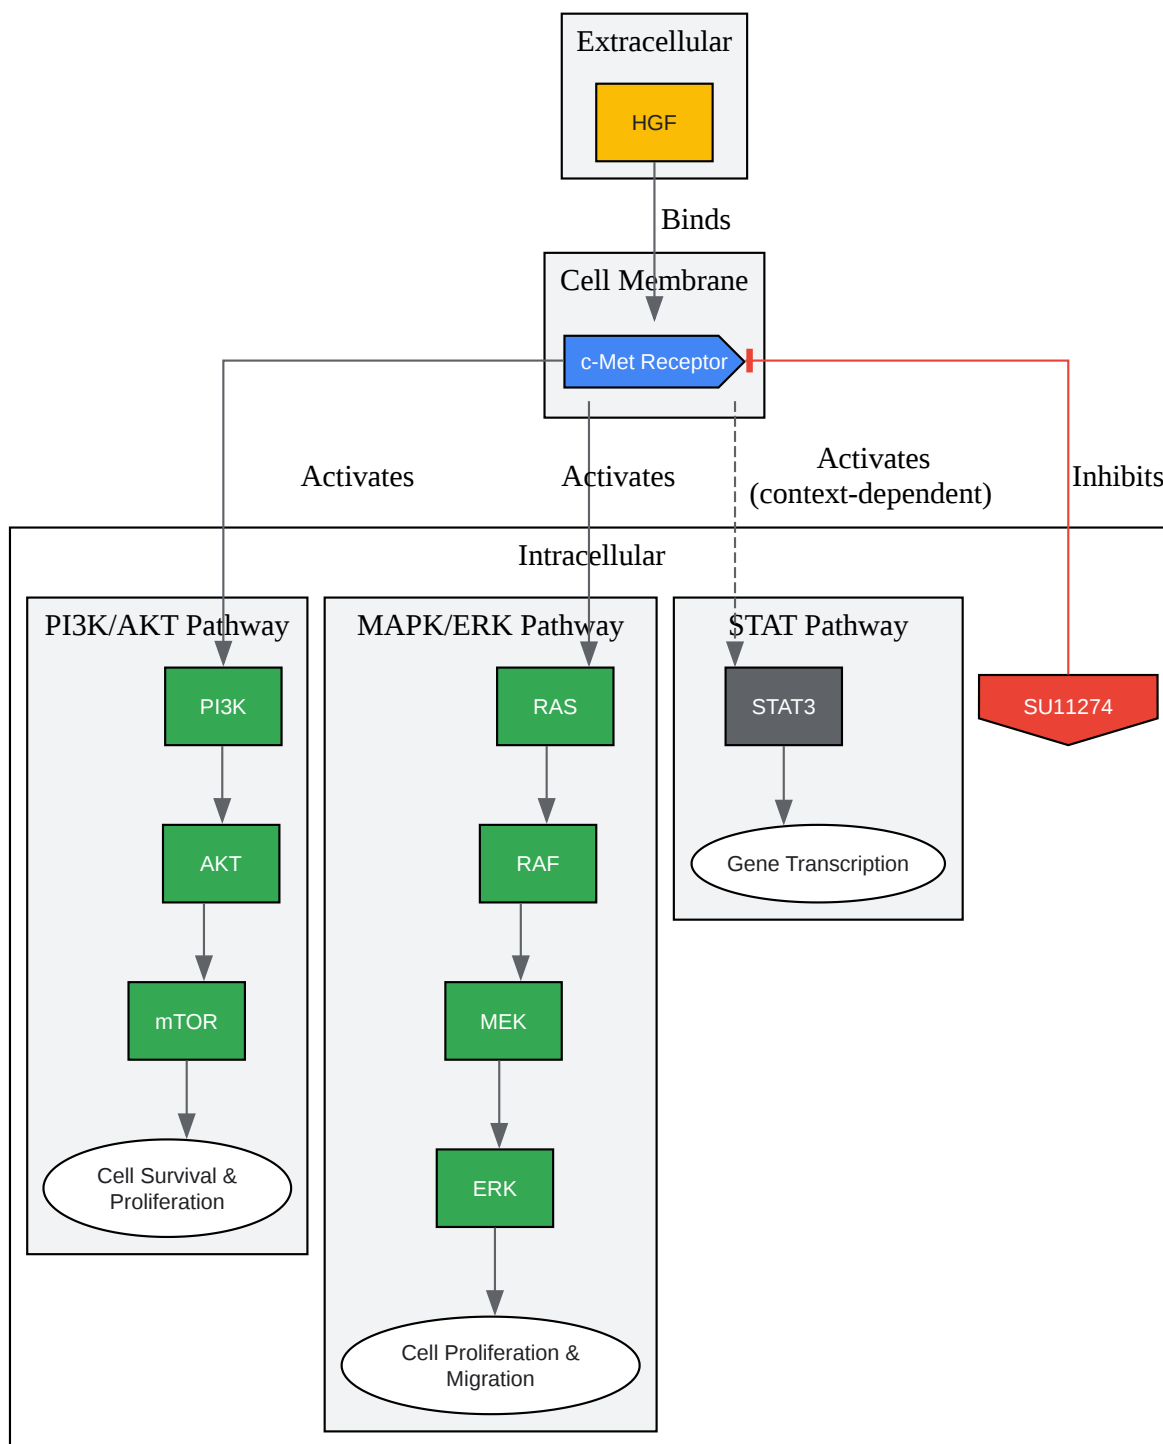 Extracellular
HGF
Binds
Cell Membrane
c-Met Receptor
Activates
Activates
Activates
(context-dependent)
Inhibits
Intracellular
PI3K/AKT Pathway
MAPK/ERK Pathway
STAT Pathway
PI3K
RAS
STAT3
SU11274
AKT
RAF
Gene Transcription
mTOR
MEK
Cell Survival &
Proliferation
ERK
Cell Proliferation &
Migration